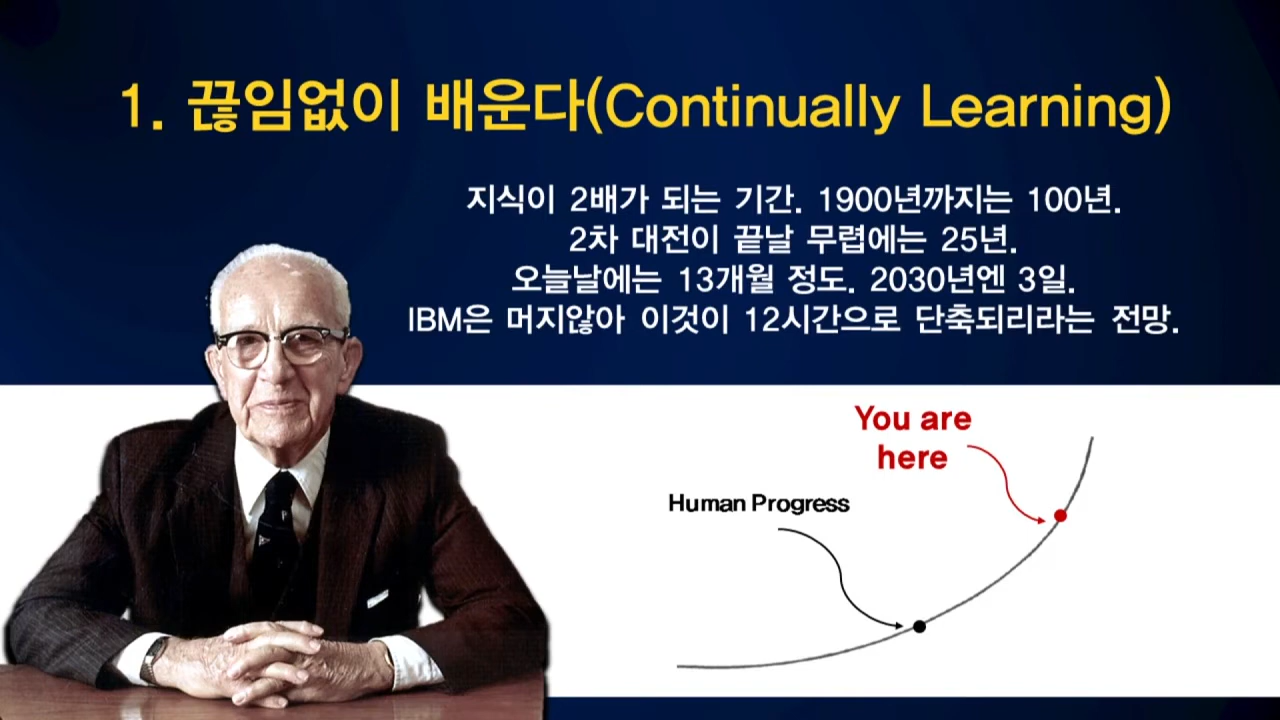 1. 끊임없이 배운다(Continually Learning)
지식이 2배가 되는 기간. 1900년까지는 100년.
2차 대전이 끝날 무렵에는 25년.
오늘날에는 13개월 정도. 2030년엔 3일.
IBM은 머지않아 이것이 12시간으로 단축되리라는 전망.
You are
here
Human Progress